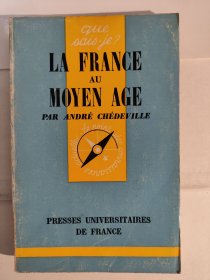 que
sais-je?
LA FRANCE
AU
MOYEN AGE
PAR ANDRÉ CHÉDEVILLE
PRESSES UNIVERSITAIRES
DE FRANCE